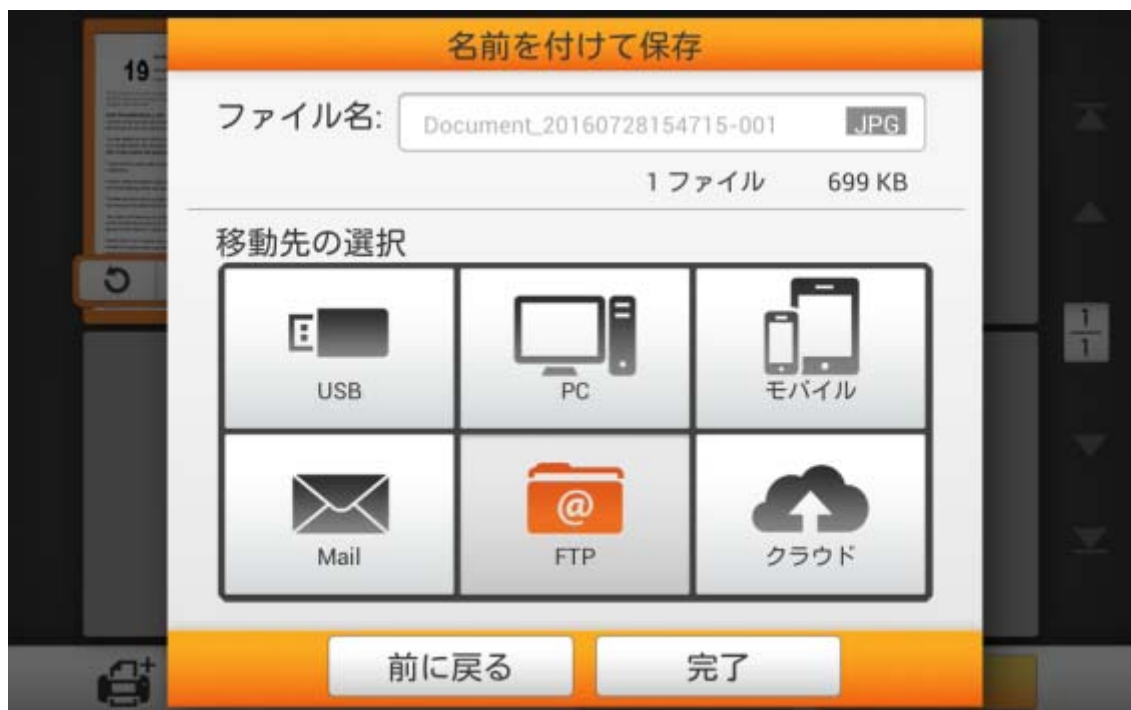 名前を付けて保存
19
ファイル名: Document_20160728154715-001 JPG
1 ファイル 699 KB
移動先の選択
USB PC モバイル
Mail FTP クラウド
1
1
前に戻る 完了